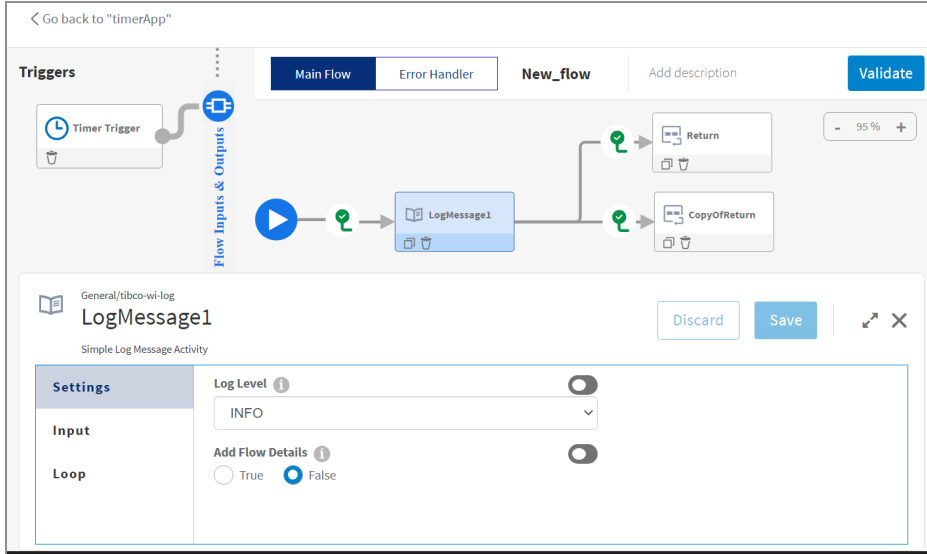 Go back to "timerApp"
Triggers
Main Flow
Error Handler
New_flow
Add description
Validate
Timer Trigger
Flow Inputs & Outputs
- 95 % +
Return
LogMessage1
CopyOfReturn
General/tibco-wi-log
LogMessage1
Simple Log Message Activity
Discard
Save
Settings
Input
Loop
Log Level
INFO
Add Flow Details
True
False